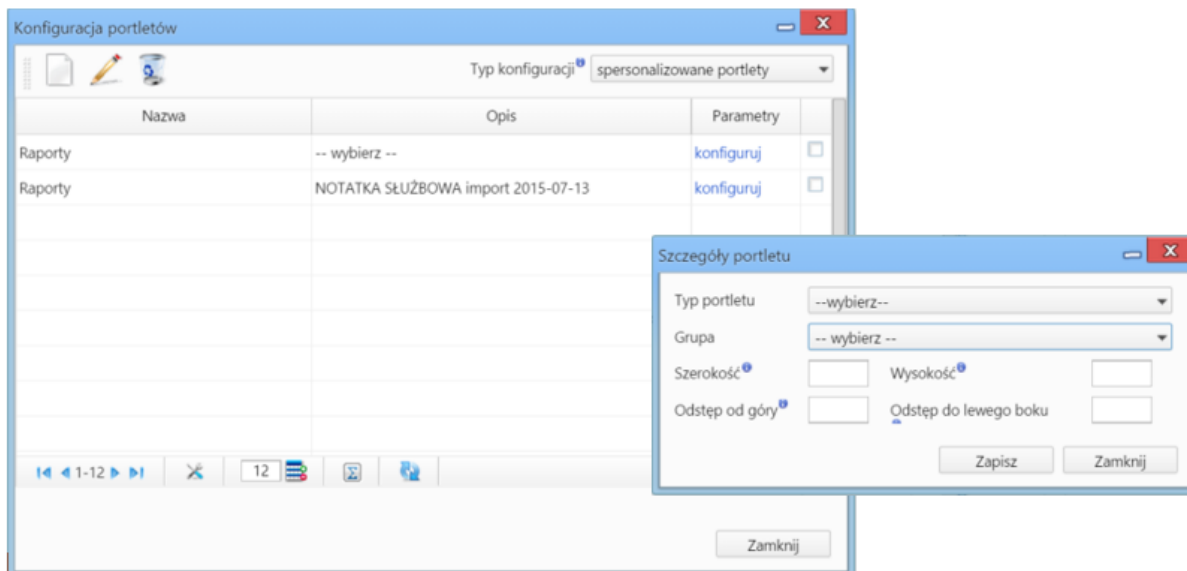 Konfiguracja portletów
Typ konfiguracji spersonalizowane portlety
Nazwa Opis Parametry
Raporty -- wybierz -- konfiguruj
Raporty NOTATKA SŁUŻBOWA import 2015-07-13 konfiguruj
1-12 12
Zamknij
Szczegóły portletu
Typ portletu --wybierz--
Grupa -- wybierz --
Szerokość Wysokość
Odstęp od góry Odstęp do lewego boku
Zapisz Zamknij